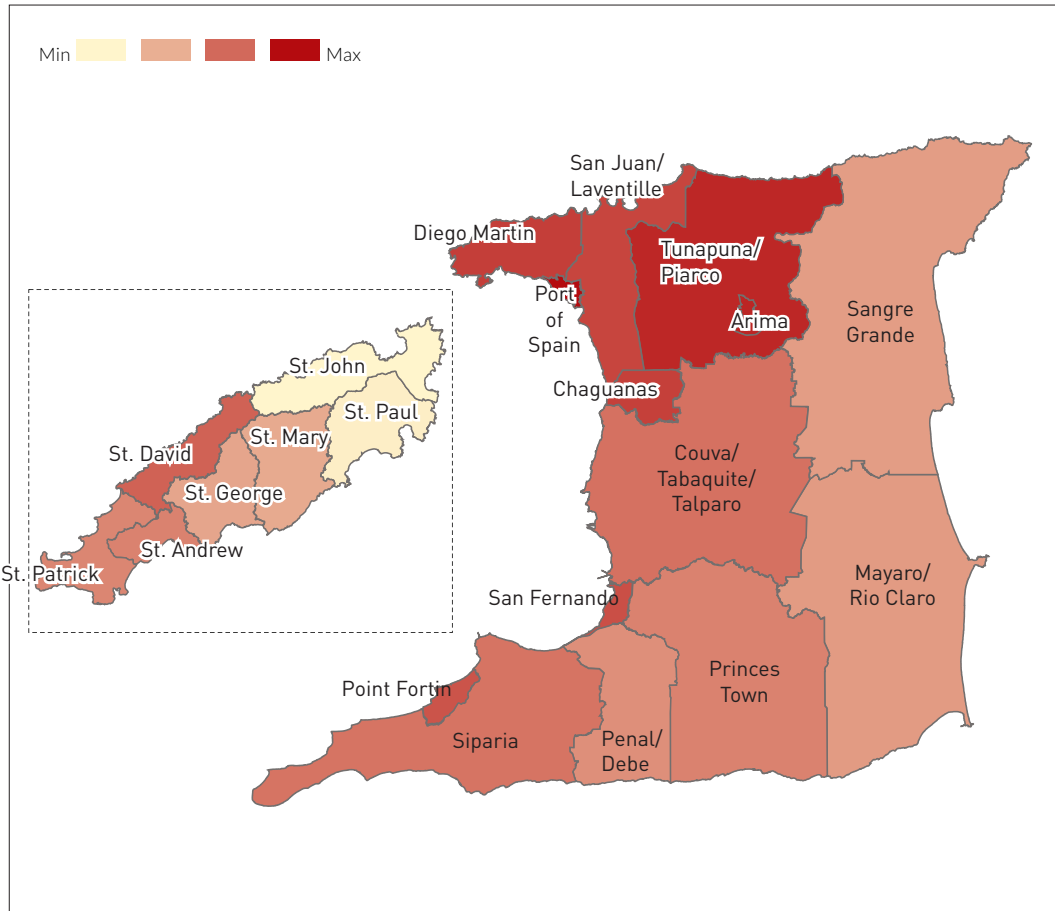 Min
Max
San Juan/
Laventille
Diego Martin
Tunapuna/
Piarco
Port
of
Spain
Arima
Sangre
Grande
Chaguanas
St. John
St. Paul
St. Mary
St. David
St. George
St. Andrew
St. Patrick
Couva/
Tabaquite/
Talparo
San Fernando
Mayaro/
Rio Claro
Point Fortin
Princes
Town
Siparia
Penal/
Debe